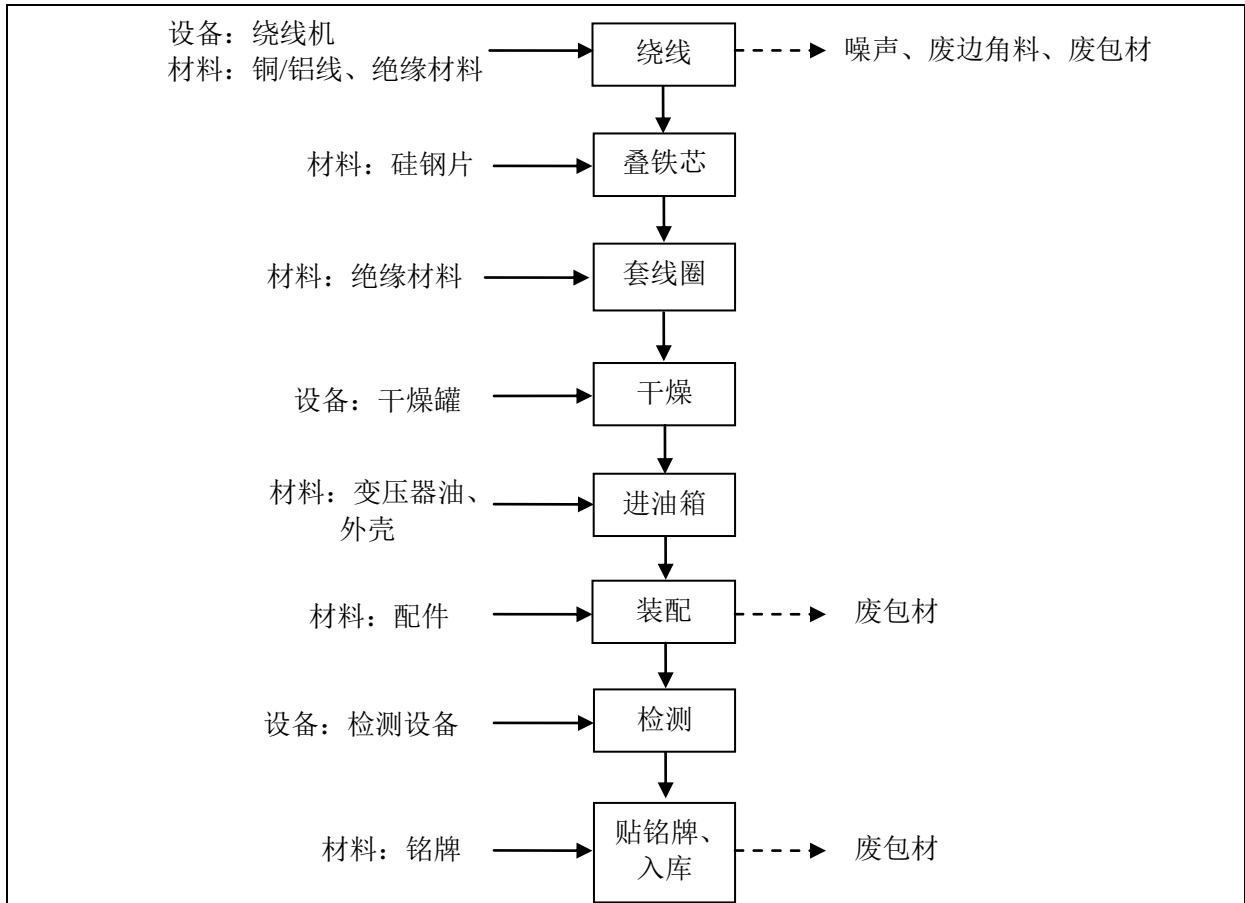 设备：绕线机
材料：铜/铝线、绝缘材料
绕线
噪声、废边角料、废包材
材料：硅钢片
叠铁芯
材料：绝缘材料
套线圈
设备：干燥罐
干燥
材料：变压器油、
外壳
进油箱
材料：配件
装配
废包材
设备：检测设备
检测
材料：铭牌
贴铭牌、
入库
废包材